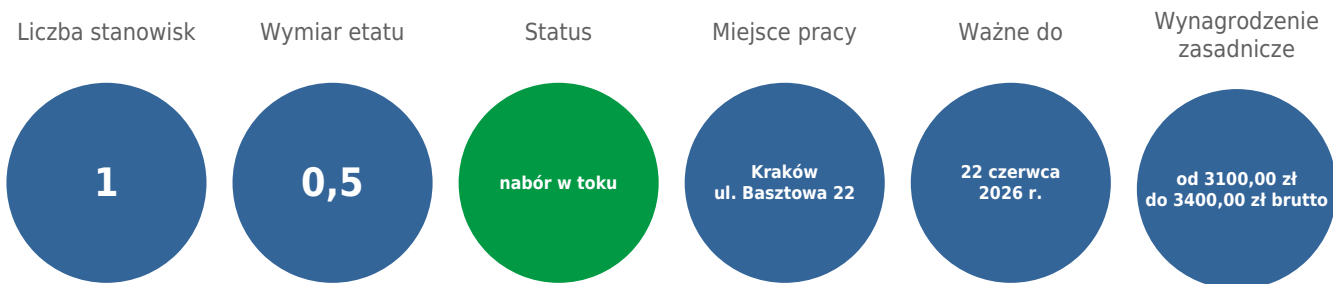 Liczba stanowisk
1
Wymiar etatu
0,5
Status
nabór w toku
Miejsce pracy
Kraków
ul. Basztowa 22
Ważne do
22 czerwca
2026 r.
Wynagrodzenie
zasadnicze
od 3100,00 zł
do 3400,00 zł brutto